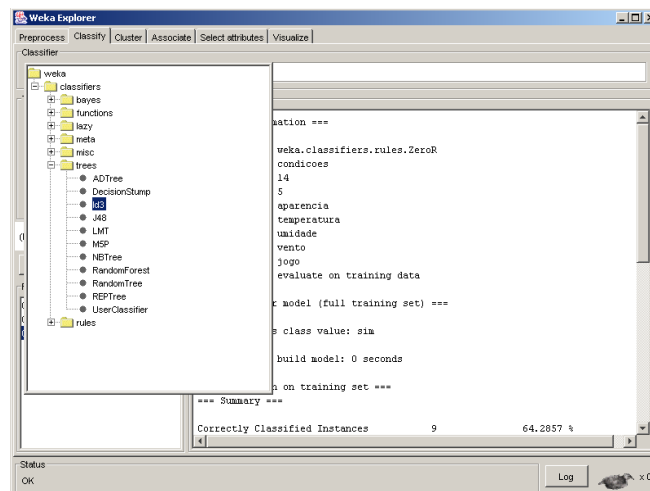 Weka Explorer
Preprocess Classify Cluster Associate Select attributes Visualize
Classifier
weka
classifiers
bayes
functions
lazy
meta
misc
trees
ADTree
DecisionStump
Id3
J48
LMT
M5P
NBTree
RandomForest
RandomTree
REPTree
UserClassifier
rules
mation ===
weka.classifiers.rules.ZeroR
condicoes
14
5
aparencia
temperatura
umidade
vento
jogo
evaluate on training data
r model (full training set) ===
s class value: sim
build model: 0 seconds
n on training set ===
=== Summary ===
Correctly Classified Instances 9 64.2857 %
Status
OK
Log
x 0